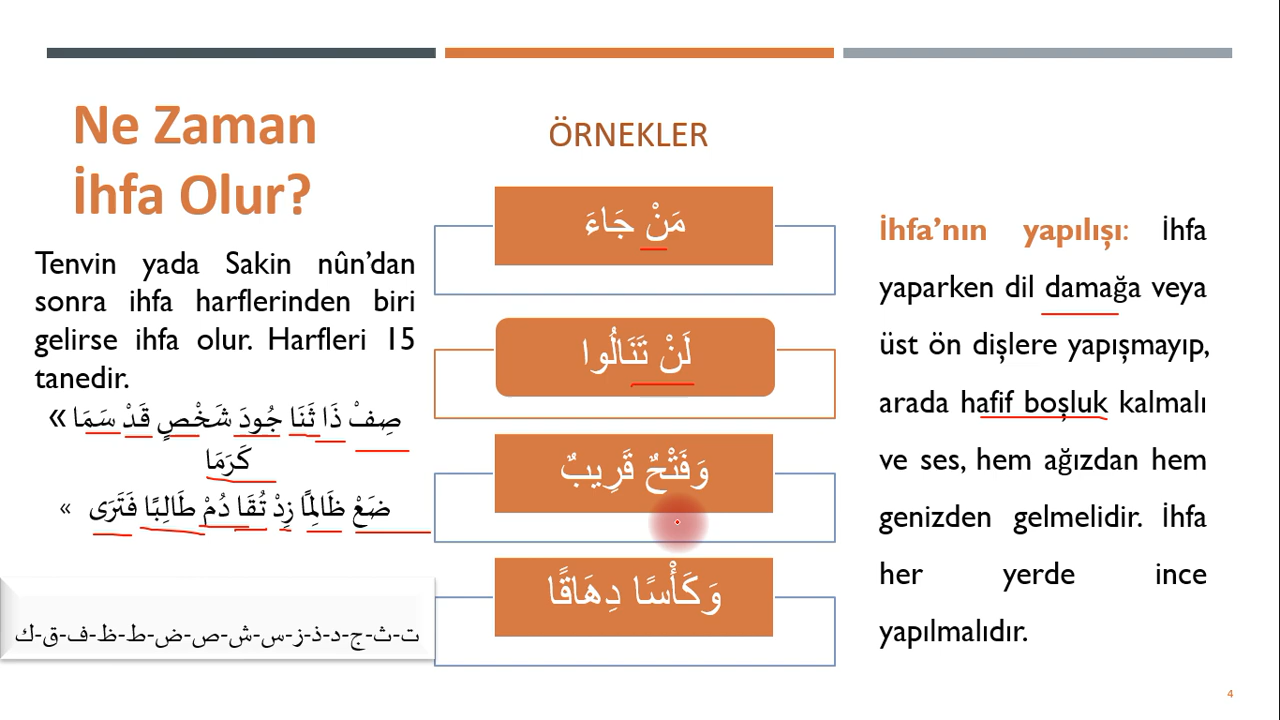 Ne Zaman
İhfa Olur?
Tenvin yada Sakin nûn’dan
sonra ihfa harflerinden biri
gelirse ihfa olur. Harfleri 15
tanedir.
صِفْ ذَا ثَنَا جُودَ شَخْصٍ قَدْ سَمَا «
كَرَمَا
ضَعْ ظَالِمًا زِدْ تُقَا دُمْ طَالِبًا فَتَرَى «
ت-ث-ج-د-ذ-ز-س-ش-ص-ض-ط-ظ-ف-ق-ك
ÖRNEKLER
مَنْ جَاءَ
لَنْ تَنَالُوا
وَفَتْحٌ قَرِيبٌ
وَكَأْسًا دِهَاقًا
İhfa’nın yapılışı: İhfa
yaparken dil damağa veya
üst ön dişlere yapışmayıp,
arada hafif boşluk kalmalı
ve ses, hem ağızdan hem
genizden gelmelidir. İhfa
her yerde ince
yapılmalıdır.
4